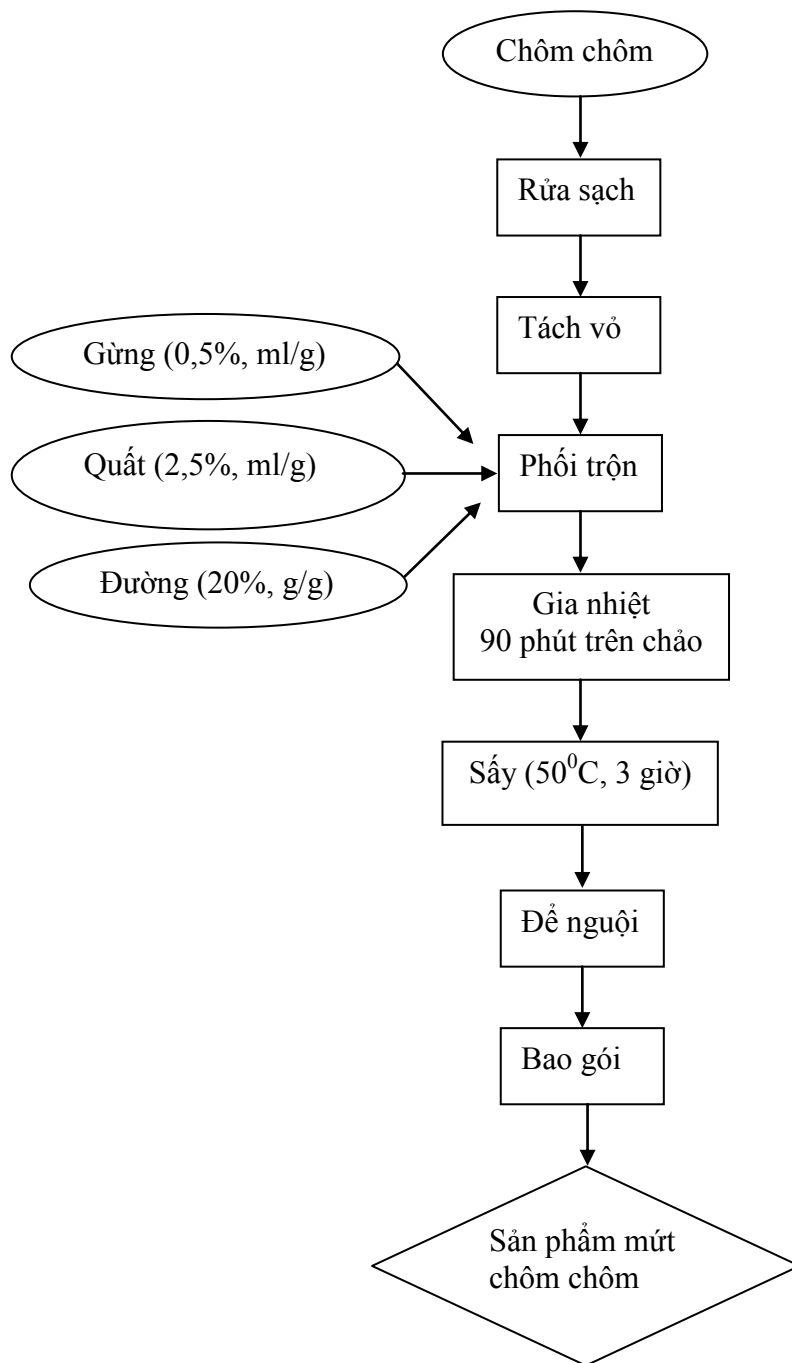 Chôm chôm
Rửa sạch
Tách vỏ
Gừng (0,5%, ml/g)
Quất (2,5%, ml/g)
Đường (20%, g/g)
Phối trộn
Gia nhiệt
90 phút trên chảo
Sấy (50⁰C, 3 giờ)
Để nguội
Bao gói
Sản phẩm mứt
chôm chôm